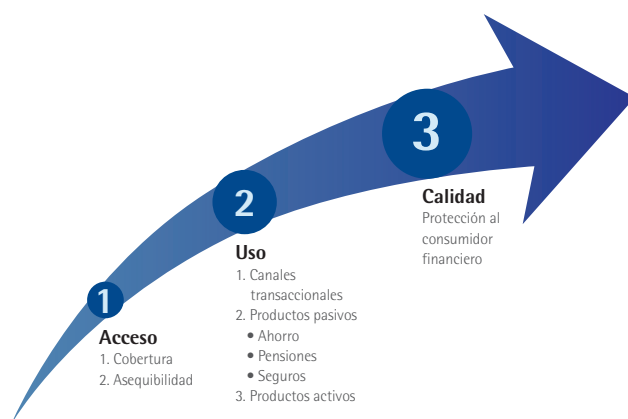 1
Acceso
1. Cobertura
2. Asequibilidad
2
Uso
1. Canales
transaccionales
2. Productos pasivos
• Ahorro
• Pensiones
• Seguros
3. Productos activos
3
Calidad
Protección al
consumidor
financiero